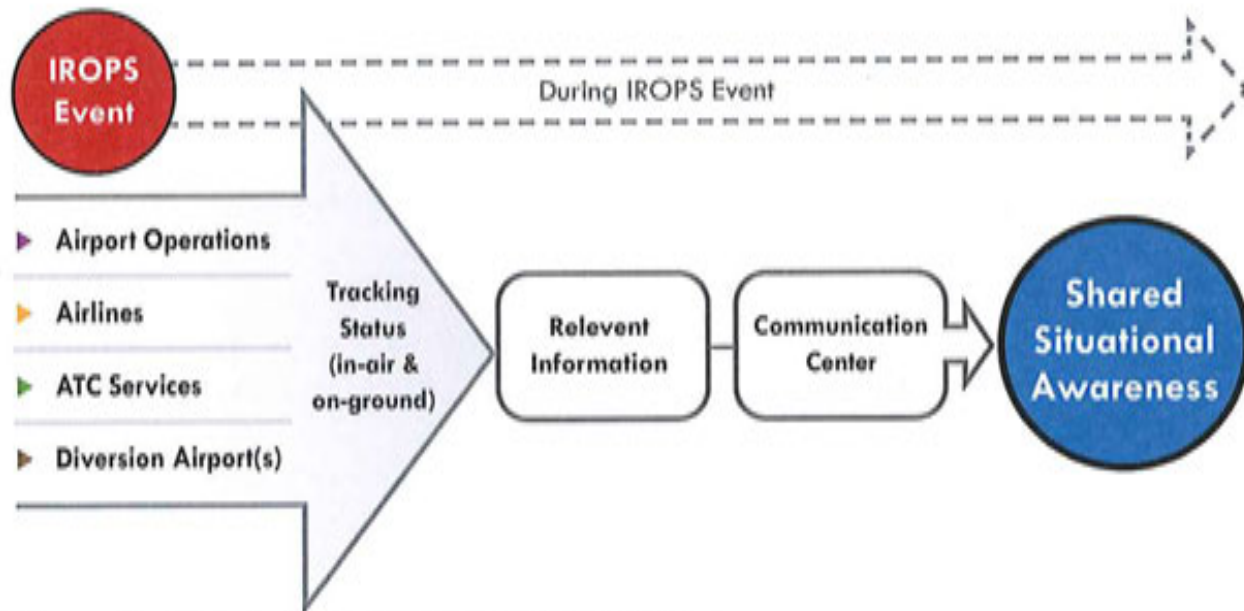 IROPS
Event
During IROPS Event
Airport Operations
Airlines
ATC Services
Diversion Airport(s)
Tracking
Status
(in-air &
on-ground)
Relevent
Information
Communication
Center
Shared
Situational
Awareness